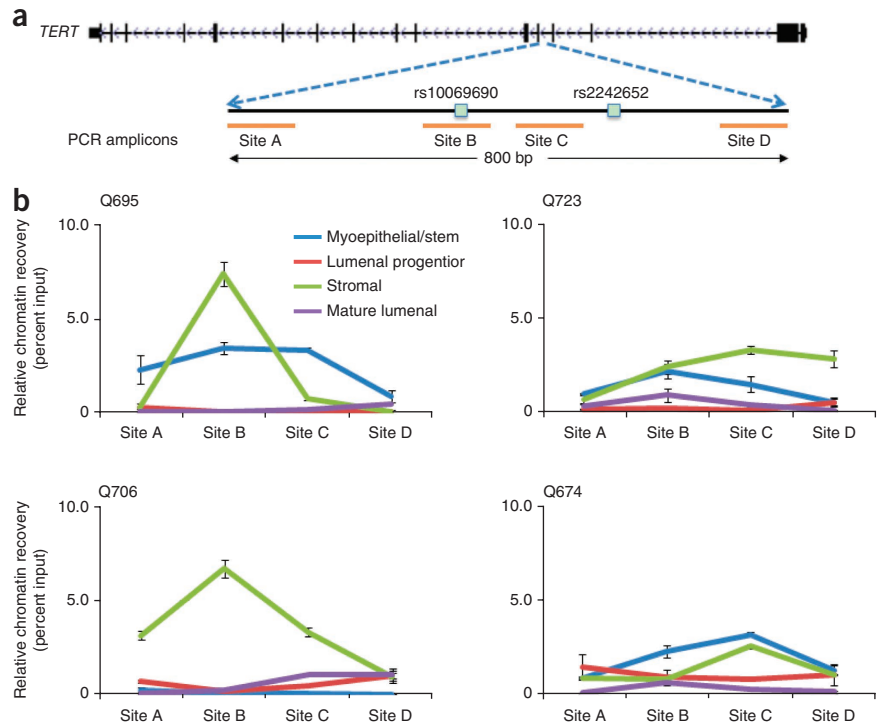 a
TERT
rs10069690
rs2242652
PCR amplicons
Site A
Site B
Site C
Site D
800 bp
b
Q695
Relative chromatin recovery
(percent input)
10.0
5.0
0
Myoepithelial/stem
Lumenal progentior
Stromal
Mature lumenal
Site A
Site B
Site C
Site D
Q723
10.0
5.0
0
Site A
Site B
Site C
Site D
Q706
Relative chromatin recovery
(percent input)
10.0
5.0
0
Site A
Site B
Site C
Site D
Q674
10.0
5.0
0
Site A
Site B
Site C
Site D